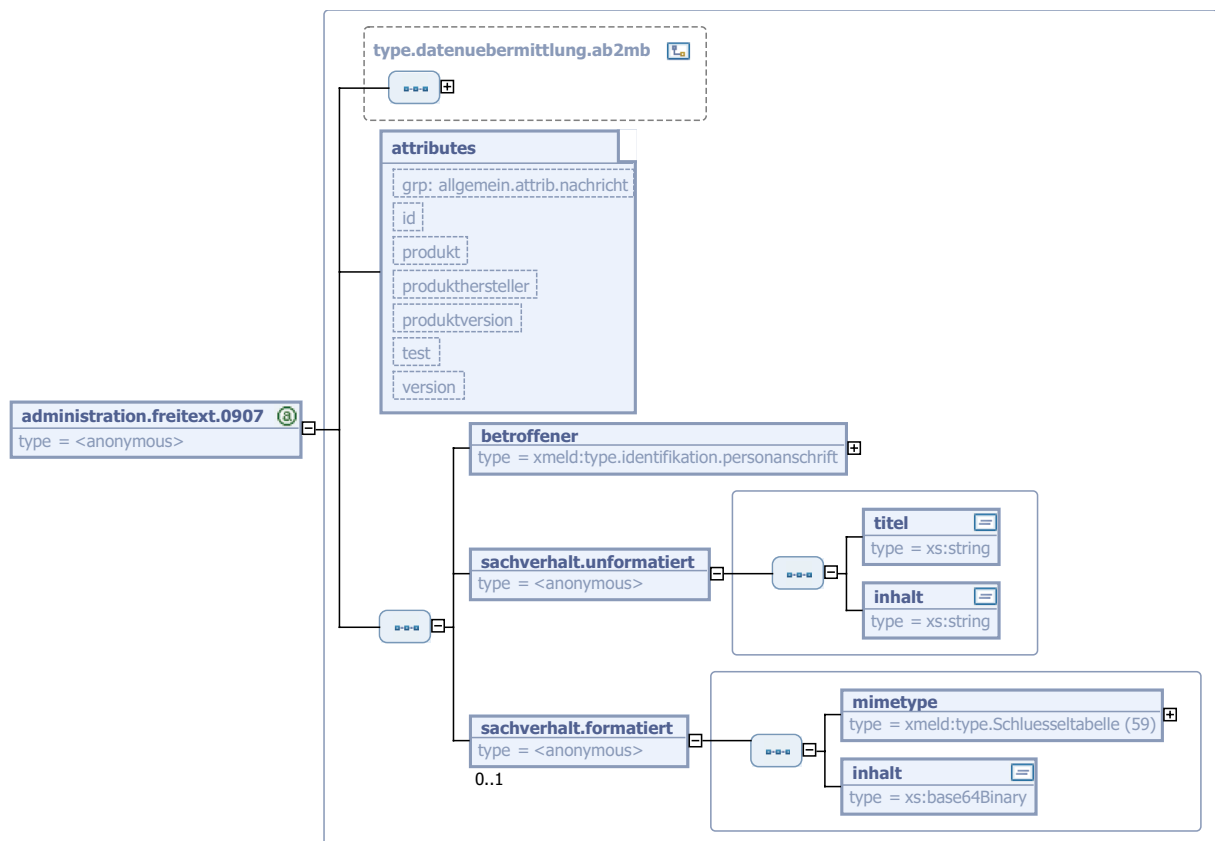 type.datenuebermittlung.ab2mb
attributes
grp: allgemein.attrib.nachricht
id
produkt
produkthersteller
produktversion
test
version
administration.freitext.0907 a
type = <anonymous>
betroffener
type = xmeld:type.identifikation.personanschrift
sachverhalt.unformatiert
type = <anonymous>
titel
type = xs:string
inhalt
type = xs:string
sachverhalt.formatiert
type = <anonymous>
0..1
mimetype
type = xmeld:type.Schluesseltabelle (59)
inhalt
type = xs:base64Binary